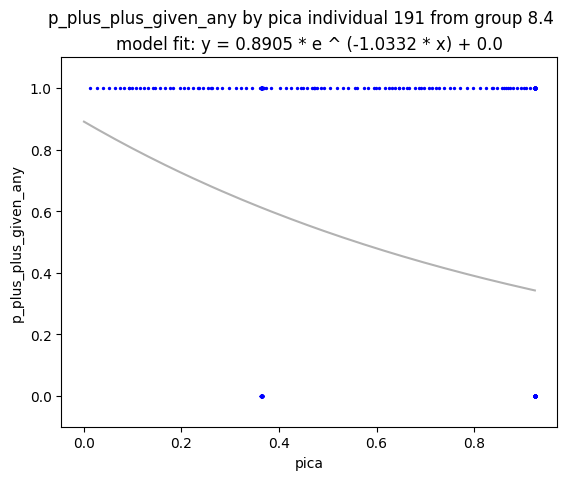 p_plus_plus_given_any by pica individual 191 from group 8.4
model fit: y = 0.8905 * e ^ (-1.0332 * x) + 0.0
1.0
0.8
0.6
0.4
0.2
0.0
p_plus_plus_given_any
0.0 0.2 0.4 0.6 0.8
pica